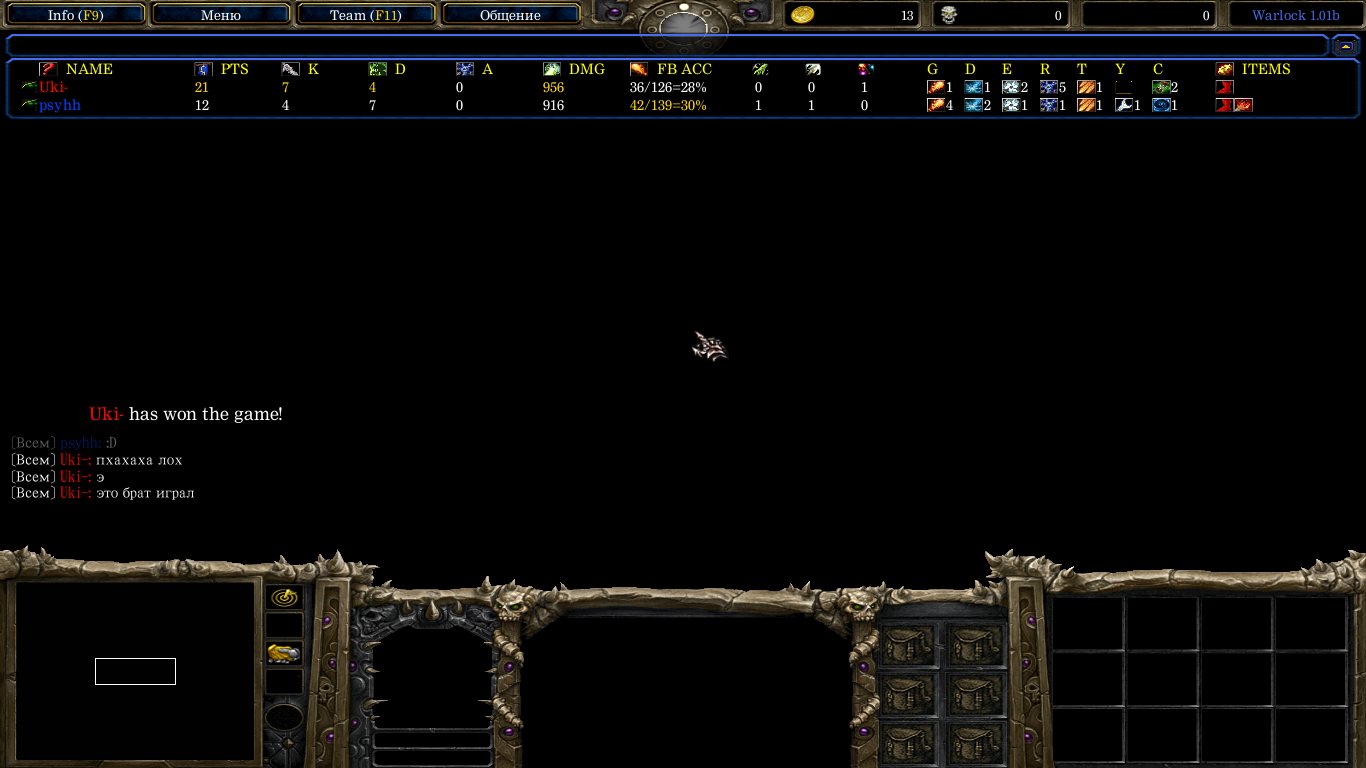 Info (F9) Меню Team (F11) Общение 13 0 0 Warlock 1.01b
NAME PTS K D A DMG FB ACC G D E R T Y C ITEMS
Uki- 21 7 4 0 956 36/126=28% 0 0 1 1 1 2 5 1 2
psyhh 12 4 7 0 916 42/139=30% 1 1 0 4 2 1 1 1 1 1
Uki- has won the game!
[Всем] psyhh: :D
[Всем] Uki-: пхахаха лох
[Всем] Uki-: э
[Всем] Uki-: это брат играл